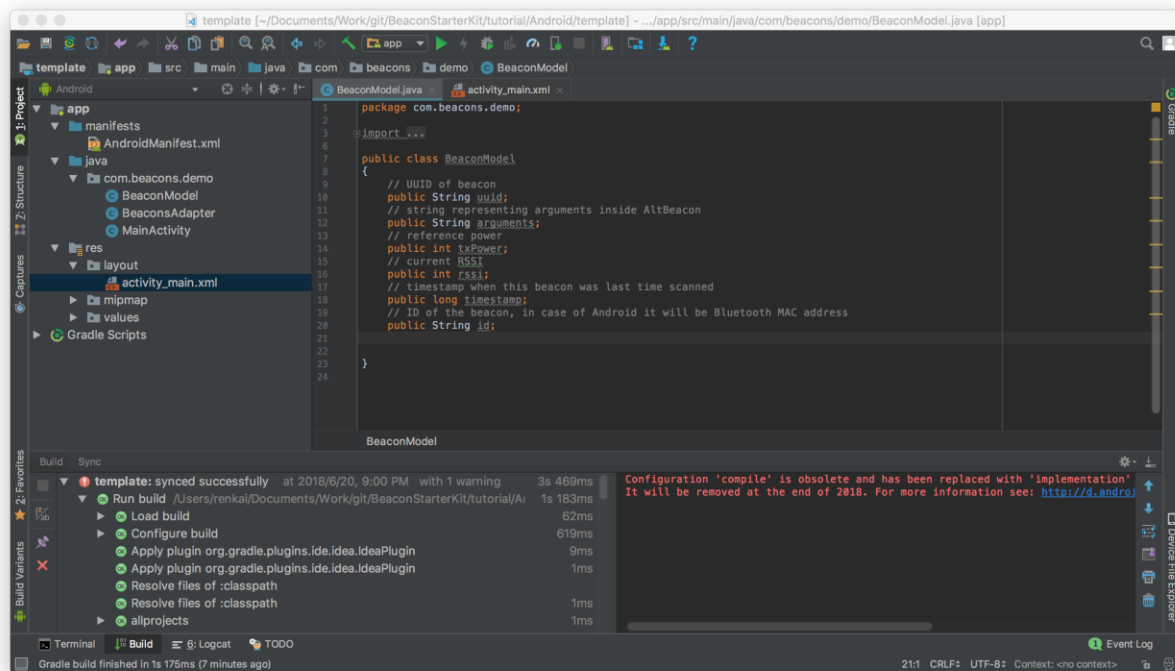 template [~/Documents/Work/git/BeaconStarterKit/tutorial/Android/template] - .../app/src/main/java/com/beacons/demo/BeaconModel.java [app]
app
template app src main java com beacons demo BeaconModel
Android
BeaconModel.java activity_main.xml
1: Project
7: Structure
Captures
2: Favorites
Build Variants
app
manifests
AndroidManifest.xml
java
com.beacons.demo
BeaconModel
BeaconsAdapter
MainActivity
res
layout
activity_main.xml
mipmap
values
Gradle Scripts
1 package com.beacons.demo;
2
3 import ...
6
7 public class BeaconModel
8 {
9 // UUID of beacon
10 public String uuid;
11 // string representing arguments inside AltBeacon
12 public String arguments;
13 // reference power
14 public int txPower;
15 // current RSSI
16 public int rssi;
17 // timestamp when this beacon was last time scanned
18 public long timestamp;
19 // ID of the beacon, in case of Android it will be Bluetooth MAC address
20 public String id;
21
22
23 }
24
BeaconModel
Gradle
Device File Explorer
Build Sync
template: synced successfully at 2018/6/20, 9:00 PM with 1 warning 3s 469ms
Run build /Users/renkai/Documents/Work/git/BeaconStarterKit/tutorial/A 1s 183ms
Load build 62ms
Configure build 619ms
Apply plugin org.gradle.plugins.ide.idea.IdeaPlugin 9ms
Apply plugin org.gradle.plugins.ide.idea.IdeaPlugin 1ms
Resolve files of :classpath
Resolve files of :classpath 1ms
allprojects 1ms
Configuration 'compile' is obsolete and has been replaced with 'implementation'
It will be removed at the end of 2018. For more information see: http://d.androi
Terminal Build 6: Logcat TODO 1 Event Log
Gradle build finished in 1s 175ms (7 minutes ago) 21:1 CRLF UTF-8 Context: <no context>